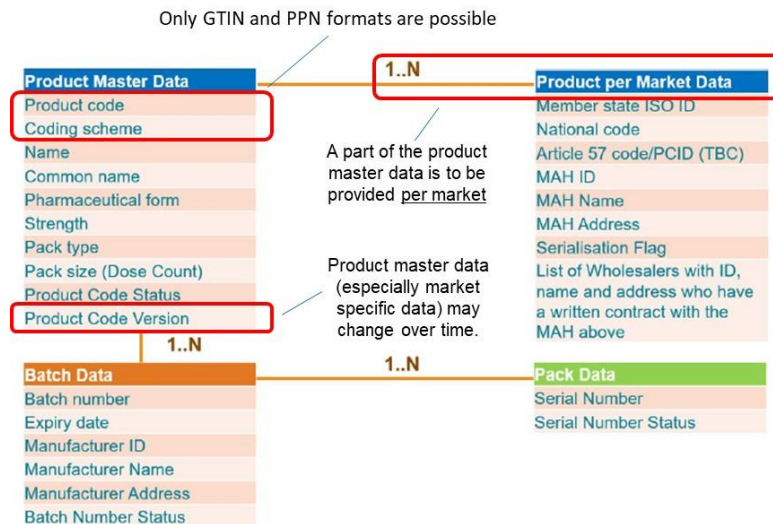 Only GTIN and PPN formats are possible
1..N
Product Master Data
Product code
Coding scheme
Name
Common name
Pharmaceutical form
Strength
Pack type
Pack size (Dose Count)
Product Code Status
Product Code Version
Product per Market Data
Member state ISO ID
National code
Article 57 code/PCID (TBC)
MAH ID
MAH Name
MAH Address
Serialisation Flag
List of Wholesalers with ID,
name and address who have
a written contract with the
MAH above
A part of the product
master data is to be
provided per market
Product master data
(especially market
specific data) may
change over time.
1..N
1..N
Batch Data
Batch number
Expiry date
Manufacturer ID
Manufacturer Name
Manufacturer Address
Batch Number Status
Pack Data
Serial Number
Serial Number Status